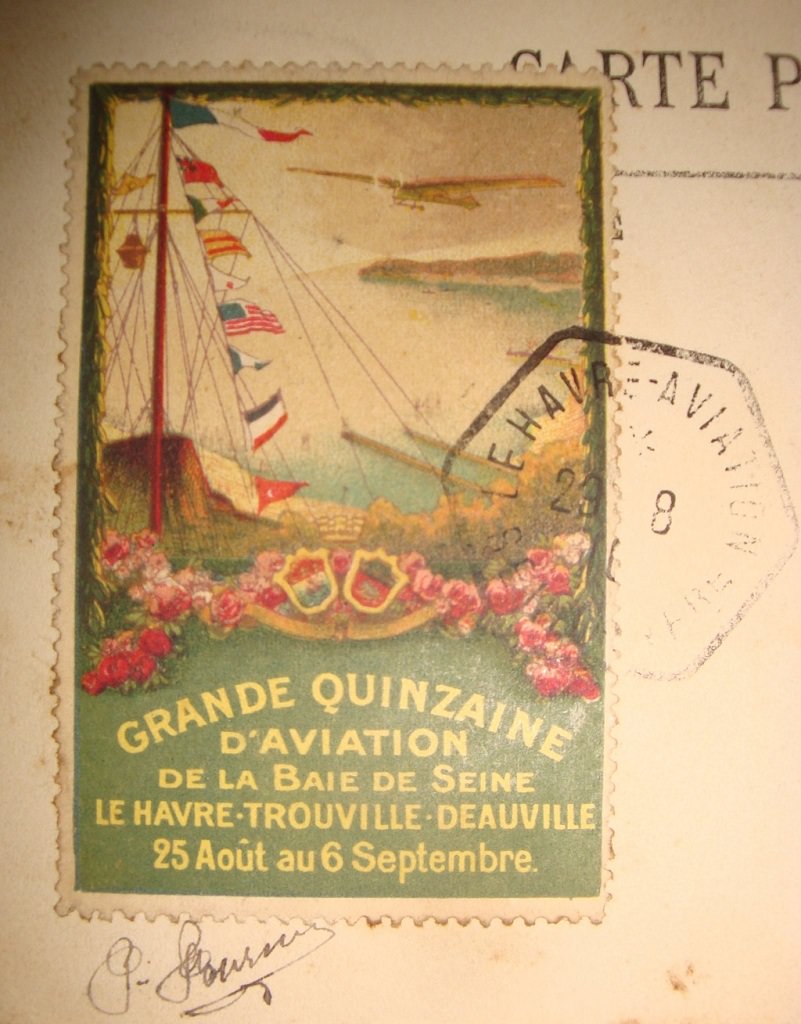 CARTE P
GRANDE QUINZAINE
D'AVIATION
DE LA BAIE DE SEINE
LE HAVRE·TROUVILLE·DEAUVILLE
25 Août au 6 Septembre.
LE HAVRE-AVIATION
8